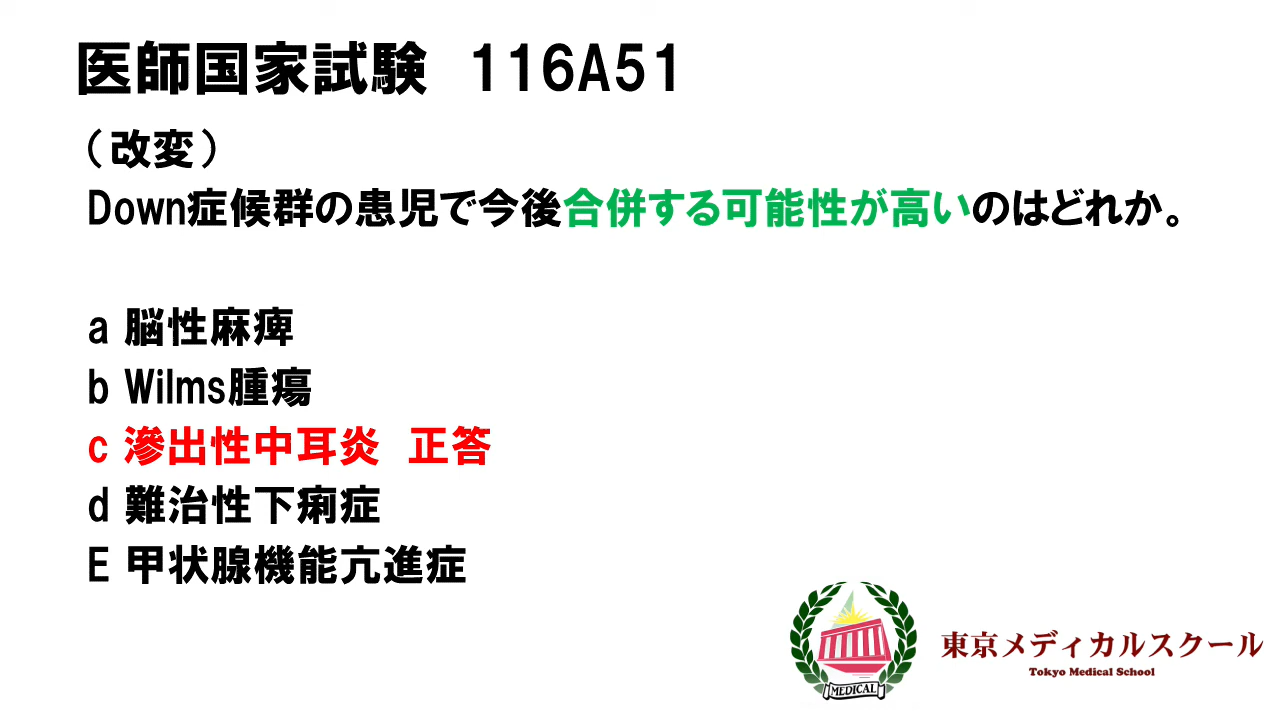 医師国家試験 116A51
(改変)
Down症候群の患児で今後合併する可能性が高いのはどれか。
a 脳性麻痺
b Wilms腫瘍
c 滲出性中耳炎 正答
d 難治性下痢症
E 甲状腺機能亢進症
MEDICAL
東京メディカルスクール
Tokyo Medical School